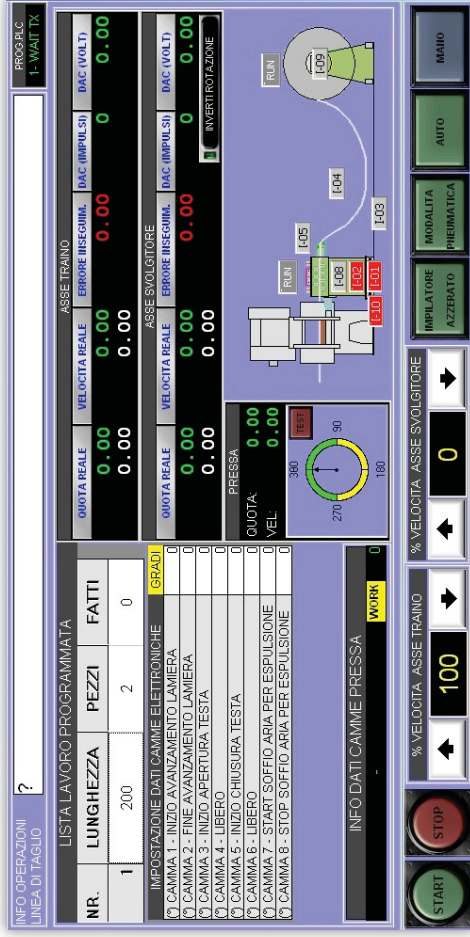 INFO OPERAZIONI
LINEA DI TAGLIO
?
PROG.PLC
1- WAIT TX
LISTA LAVORO PROGRAMMATA
NR. LUNGHEZZA PEZZI FATTI
1 200 2 0
IMPOSTAZIONE DATI CAMME ELETTRONICHE GRADI
(°) CAMMA 1 - INIZIO AVANZAMENTO LAMIERA 0
(°) CAMMA 2 - FINE AVANZAMENTO LAMIERA 0
(°) CAMMA 3 - INIZIO APERTURA TESTA 0
(°) CAMMA 4 - LIBERO 0
(°) CAMMA 5 - INIZIO CHIUSURA TESTA 0
(°) CAMMA 6 - LIBERO 0
(°) CAMMA 7 - START SOFFIO ARIA PER ESPULSIONE 0
(°) CAMMA 8 - STOP SOFFIO ARIA PER ESPULSIONE 0
INFO DATI CAMME PRESSA
- WORK 0
ASSE TRAINO
QUOTA REALE VELOCITA REALE ERRORE INSEGUIM. DAC (IMPULSI) DAC (VOLT)
0.00 0.00 0.00 0 0.00
0.00 0.00
ASSE SVOLGITORE
QUOTA REALE VELOCITA REALE ERRORE INSEGUIM. DAC (IMPULSI) DAC (VOLT)
0.00 0.00 0.00 0 0.00
0.00 0.00
INVERTI ROTAZIONE
PRESSA
QUOTA: 0.00
VEL: 0.00
TEST
360
90
180
270
RUN
RUN
I-09
I-05
I-04
I-03
I-08
I-02
I-10
I-01
START
STOP
% VELOCITA ASSE TRAINO
100
% VELOCITA ASSE SVOLGITORE
0
IMPILATORE
AZZERATO
MODALITA
PNEUMATICA
AUTO
MANO